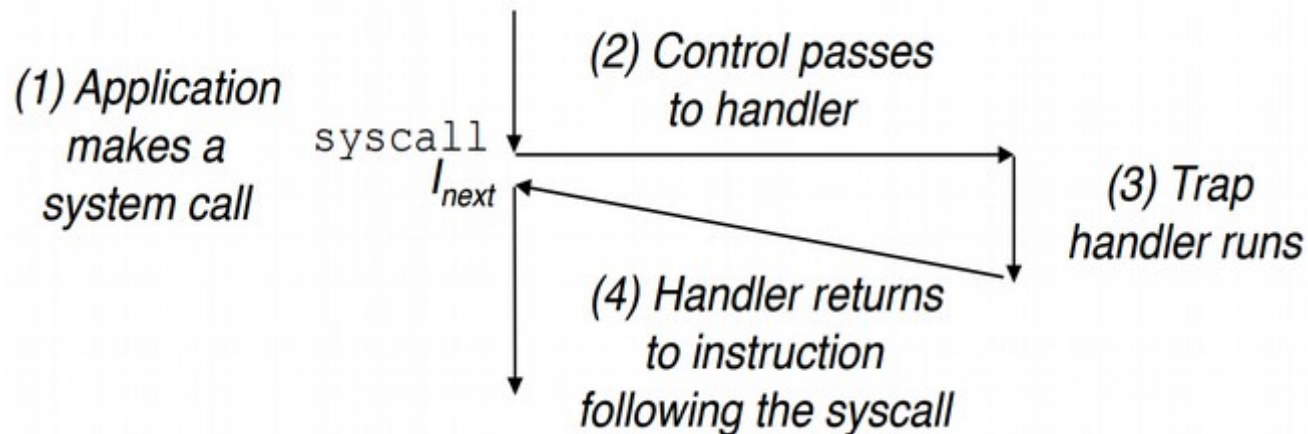 (1) Application
makes a
system call
syscall
Inext
(2) Control passes
to handler
(3) Trap
handler runs
(4) Handler returns
to instruction
following the syscall